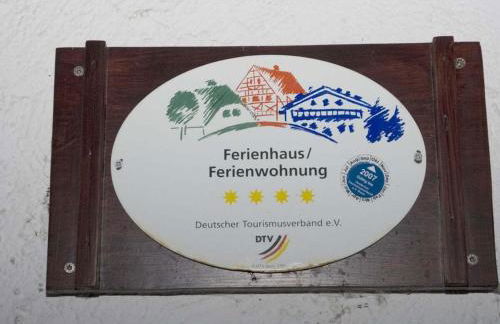 Ferienhaus/
Ferienwohnung
2007
Deutscher Tourismusverband e.V.
DTV